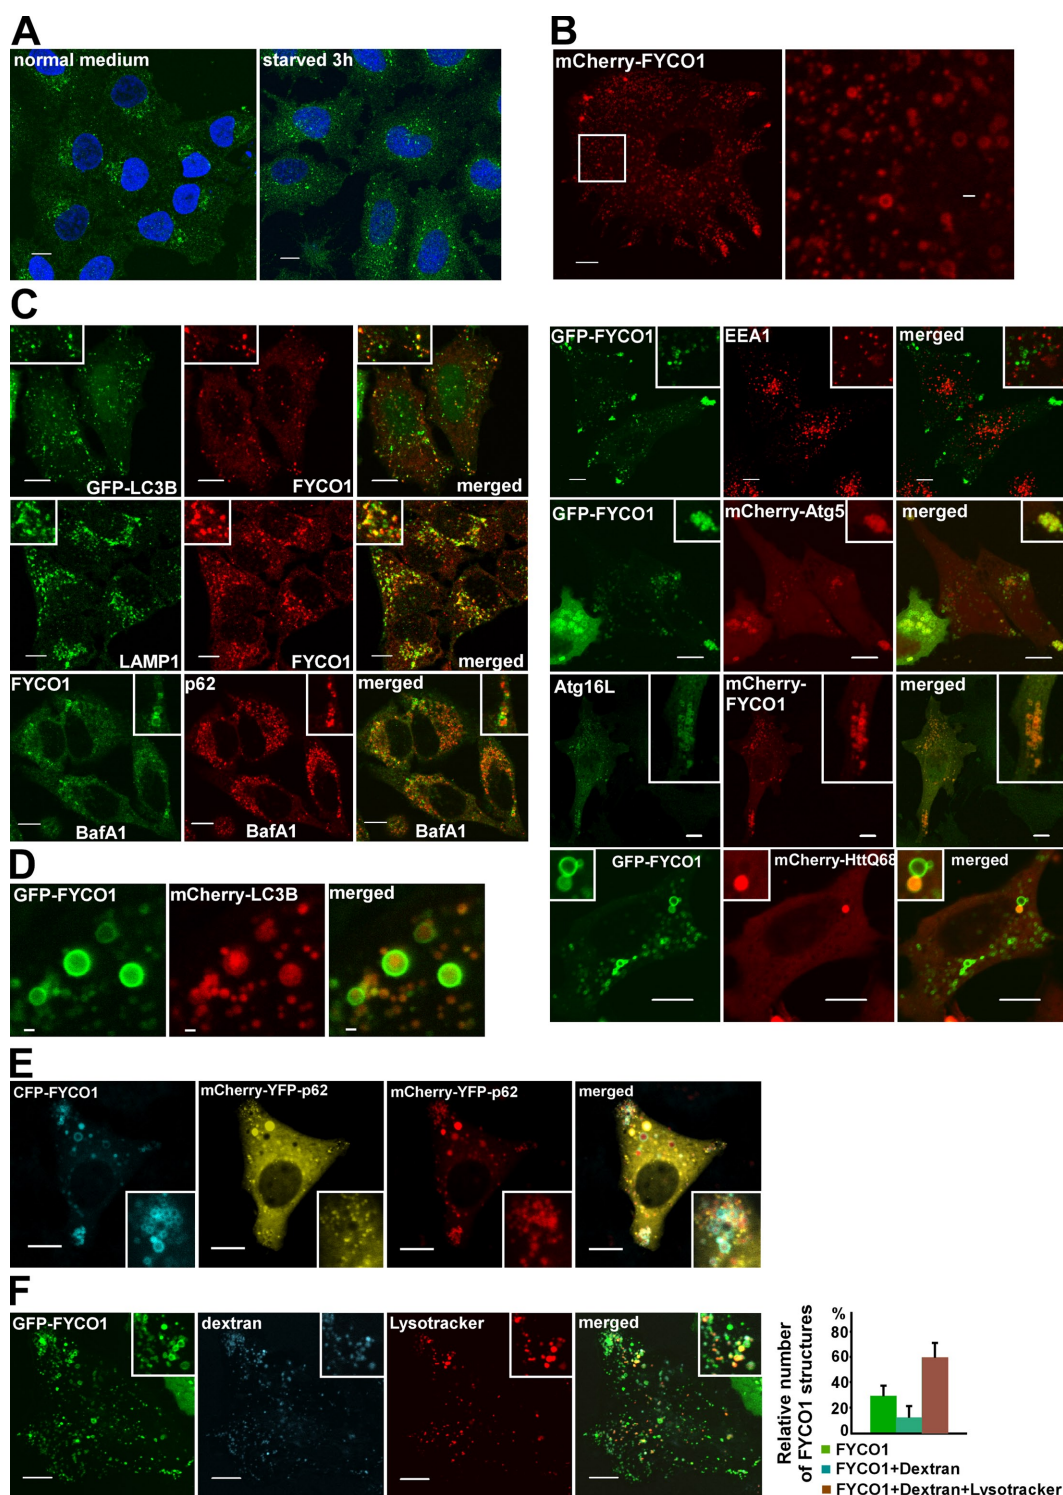 A
normal medium
starved 3h
B
mCherry-FYCO1
C
GFP-LC3B
FYCO1
merged
LAMP1
FYCO1
merged
FYCO1
p62
merged
BafA1
BafA1
BafA1
GFP-FYCO1
EEA1
merged
GFP-FYCO1
mCherry-Atg5
merged
Atg16L
mCherry-
FYCO1
merged
GFP-FYCO1
mCherry-HttQ68
merged
D
GFP-FYCO1
mCherry-LC3B
merged
E
CFP-FYCO1
mCherry-YFP-p62
mCherry-YFP-p62
merged
F
GFP-FYCO1
dextran
Lysotracker
merged
Relative number
of FYCO1 structures
%
80
60
40
20
0
FYCO1
FYCO1+Dextran
FYCO1+Dextran+Lysotracker